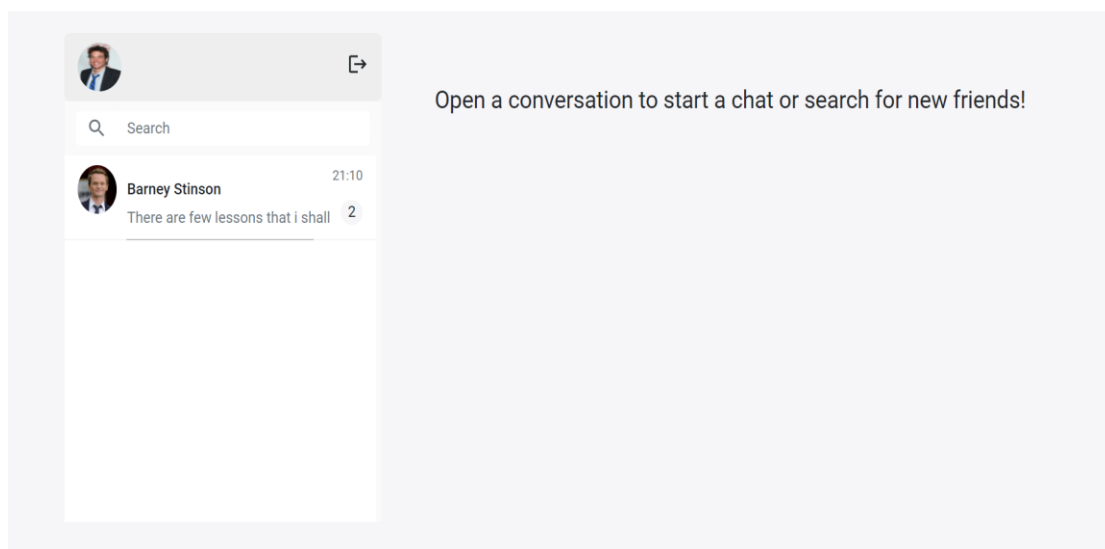 Open a conversation to start a chat or search for new friends!
Search
21:10
Barney Stinson
There are few lessons that i shall
2